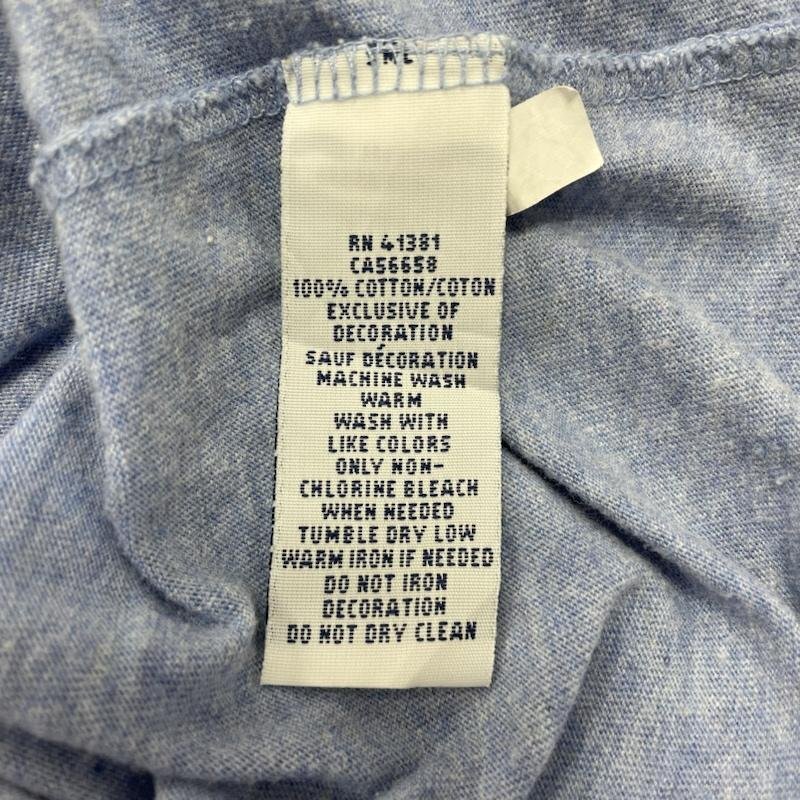 RN 41381
CA56658
100% COTTON/COTON
EXCLUSIVE OF
DECORATION
SAUF DÉCORATION
MACHINE WASH
WARM
WASH WITH
LIKE COLORS
ONLY NON-
CHLORINE BLEACH
WHEN NEEDED
TUMBLE DRY LOW
WARM IRON IF NEEDED
DO NOT IRON
DECORATION
DO NOT DRY CLEAN